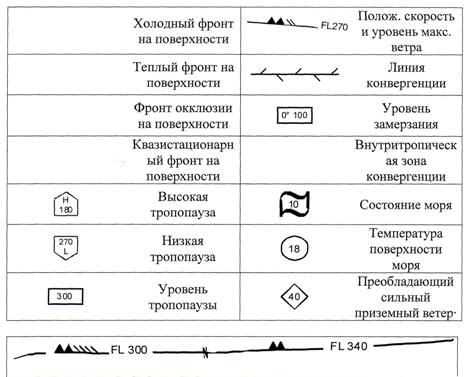 Холодный фронт
на поверхности
Полож. скорость
и уровень макс.
ветра
FL270
Теплый фронт на
поверхности
Линия
конвергенции
Фронт окклюзии
на поверхности
0° 100
Уровень
замерзания
Квазистационарн
ый фронт на
поверхности
Внутритропическ
ая зона
конвергенции
H
180
Высокая
тропопауза
10
Состояние моря
270
L
Низкая
тропопауза
18
Температура
поверхности
моря
300
Уровень
тропопаузы
40
Преобладающий
сильный
приземный ветер
FL 300
FL 340